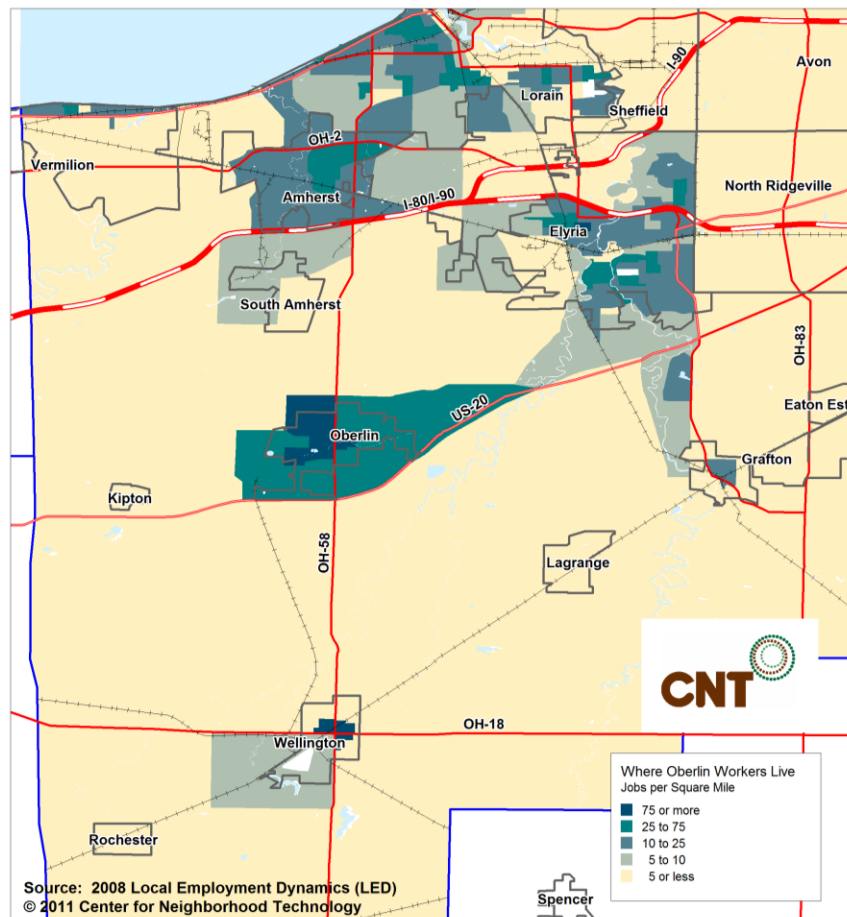 I-90
Avon
Lorain
Sheffield
OH-2
Vermilion
North Ridgeville
Amherst
I-80/I-90
Elyria
South Amherst
OH-83
Eaton Est
US-20
Oberlin
Grafton
Kipton
OH-58
Lagrange
CNT
OH-18
Wellington
Where Oberlin Workers Live
Jobs per Square Mile
75 or more
25 to 75
10 to 25
5 to 10
5 or less
Rochester
Source: 2008 Local Employment Dynamics (LED)
© 2011 Center for Neighborhood Technology
Spencer